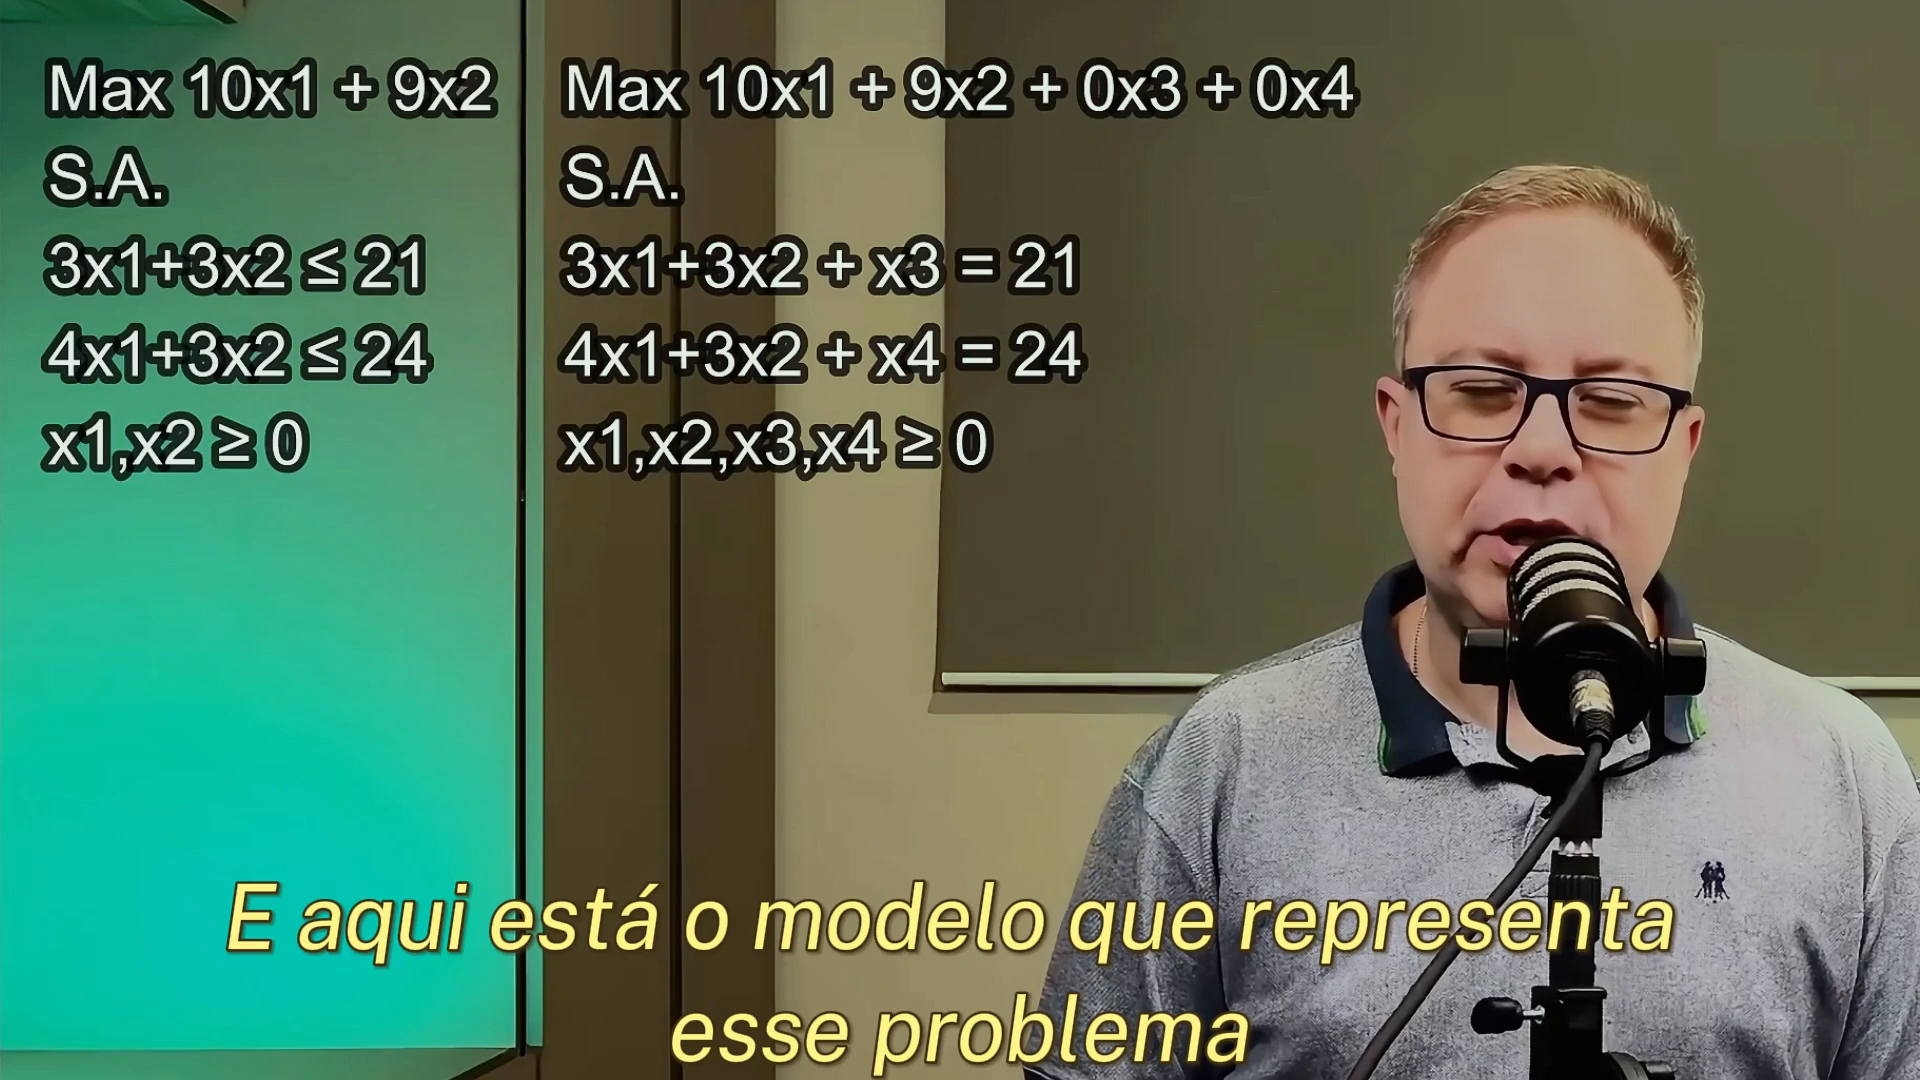 Max 10x1 + 9x2
S.A.
3x1+3x2 ≤ 21
4x1+3x2 ≤ 24
x1,x2 ≥ 0
Max 10x1 + 9x2 + 0x3 + 0x4
S.A.
3x1+3x2 + x3 = 21
4x1+3x2 + x4 = 24
x1,x2,x3,x4 ≥ 0
E aqui está o modelo que representa
esse problema